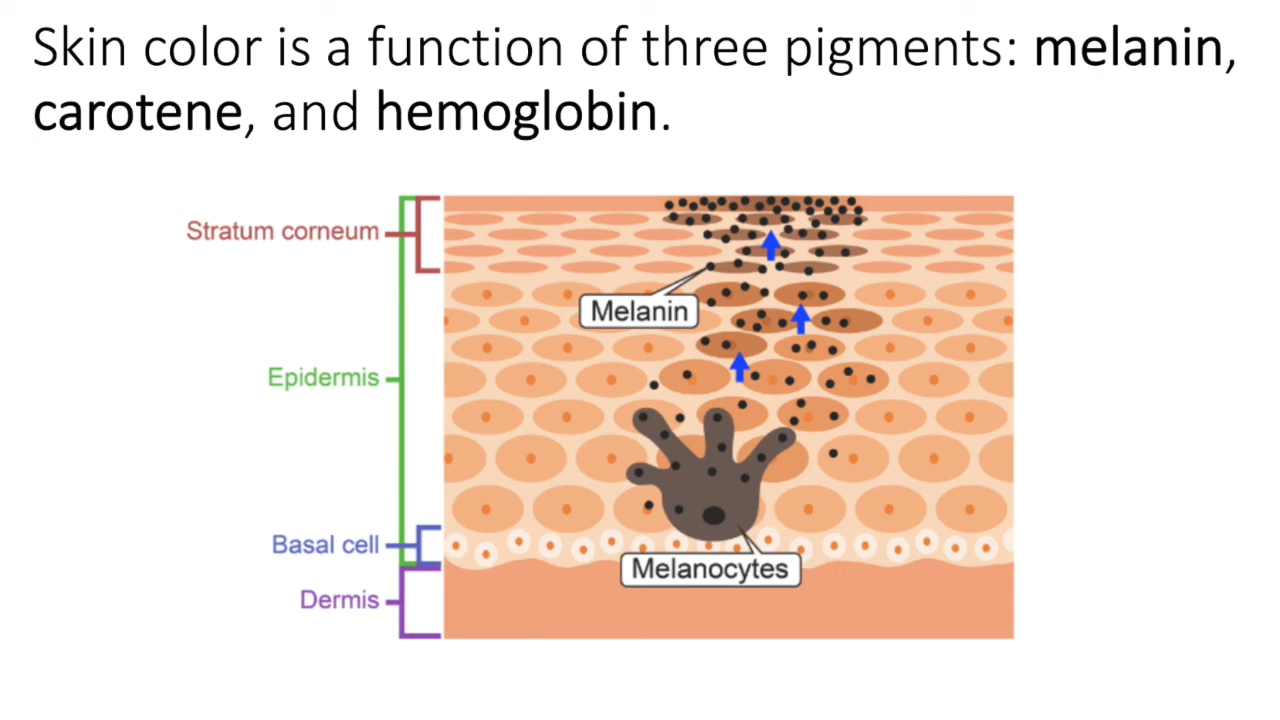 Skin color is a function of three pigments: melanin,
carotene, and hemoglobin.
Stratum corneum
Melanin
Epidermis
Basal cell
Melanocytes
Dermis